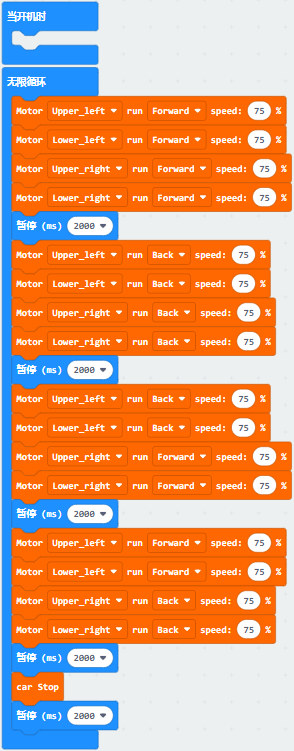 当开机时
无限循环
Motor Upper_left run Forward speed: 75 %
Motor Lower_left run Forward speed: 75 %
Motor Upper_right run Forward speed: 75 %
Motor Lower_right run Forward speed: 75 %
暂停 (ms) 2000
Motor Upper_left run Back speed: 75 %
Motor Lower_left run Back speed: 75 %
Motor Upper_right run Back speed: 75 %
Motor Lower_right run Back speed: 75 %
暂停 (ms) 2000
Motor Upper_left run Back speed: 75 %
Motor Lower_left run Back speed: 75 %
Motor Upper_right run Forward speed: 75 %
Motor Lower_right run Forward speed: 75 %
暂停 (ms) 2000
Motor Upper_left run Forward speed: 75 %
Motor Lower_left run Forward speed: 75 %
Motor Upper_right run Back speed: 75 %
Motor Lower_right run Back speed: 75 %
暂停 (ms) 2000
car Stop
暂停 (ms) 2000